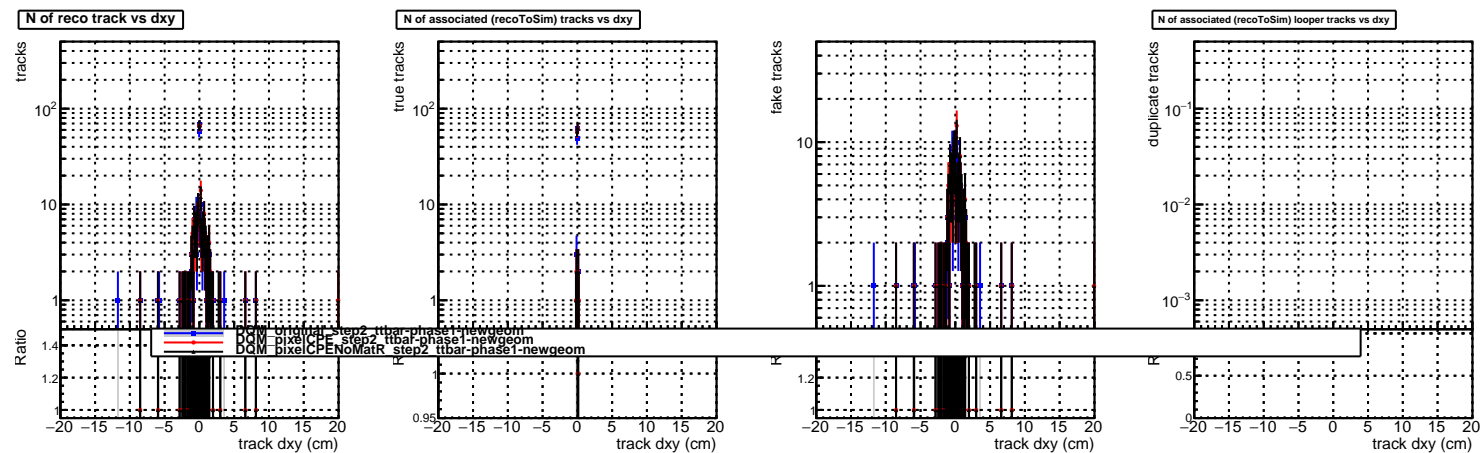 N of reco track vs dxy
N of associated (recoToSim) tracks vs dxy
N of associated (recoToSim) looper tracks vs dxy
tracks
10²
10
1
Ratio
1.4
1.2
1
−20 −15 −10 −5 0 5 10 15 20
track dxy (cm)
true tracks
10²
10
1
1
0.95
−20 −15 −10 −5 0 5 10 15 20
track dxy (cm)
fake tracks
10
1
1.4
1.2
1
−20 −15 −10 −5 0 5 10 15 20
track dxy (cm)
duplicate tracks
10⁻¹
10⁻²
10⁻³
0.5
0
−20 −15 −10 −5 0 5 10 15 20
track dxy (cm)
DQM_original_step2_ttbar-phase1-newgeom
DQM_pixelCPE_step2_ttbar-phase1-newgeom
DQM_pixelCPENoMatR_step2_ttbar-phase1-newgeom